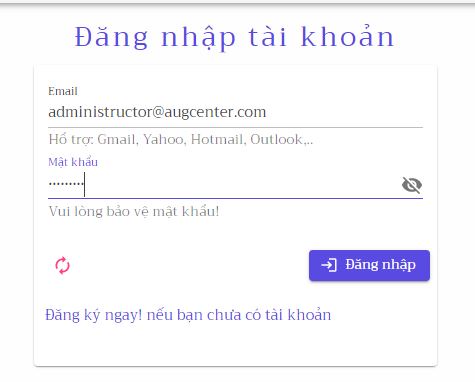 Đăng nhập tài khoản
Email
administructor@augcenter.com
Hổ trợ: Gmail, Yahoo, Hotmail, Outlook,..
Mật khẩu
•••••••••
Vui lòng bảo vệ mật khẩu!
Đăng nhập
Đăng ký ngay! nếu bạn chưa có tài khoản